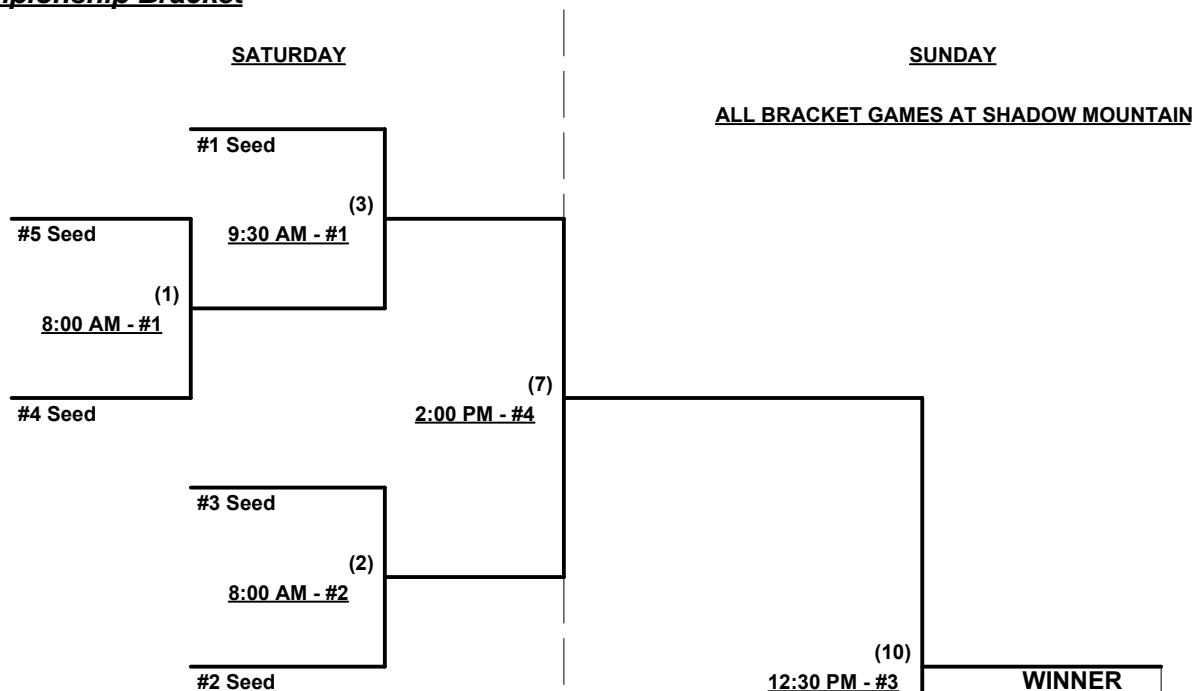 Bracket
SATURDAY
SUNDAY
ALL BRACKET GAMES AT SHADOW MOUNTAIN
#1 Seed
(3)
9:30 AM - #1
#5 Seed
(1)
8:00 AM - #1
#4 Seed
(7)
2:00 PM - #4
#3 Seed
(2)
8:00 AM - #2
#2 Seed
(10)
12:30 PM - #3
WINNER